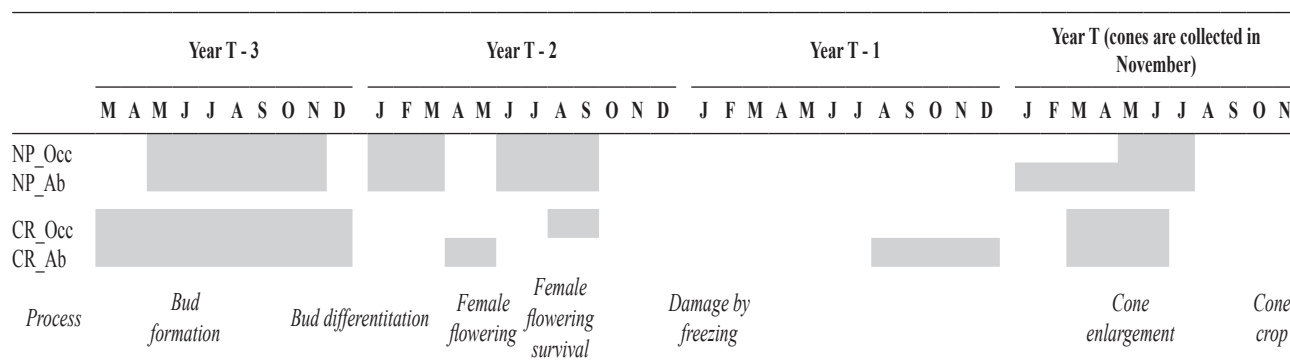 Year T - 3 Year T - 2 Year T - 1 Year T (cones are collected in
November)
M A M J J A S O N D J F M A M J J A S O N D J F M A M J J A S O N D J F M A M J J A S O N
NP_Occ
NP_Ab
CR_Occ
CR_Ab
Process Bud formation Bud differentitation Female flowering Female flowering survival Damage by freezing Cone enlargement Cone crop